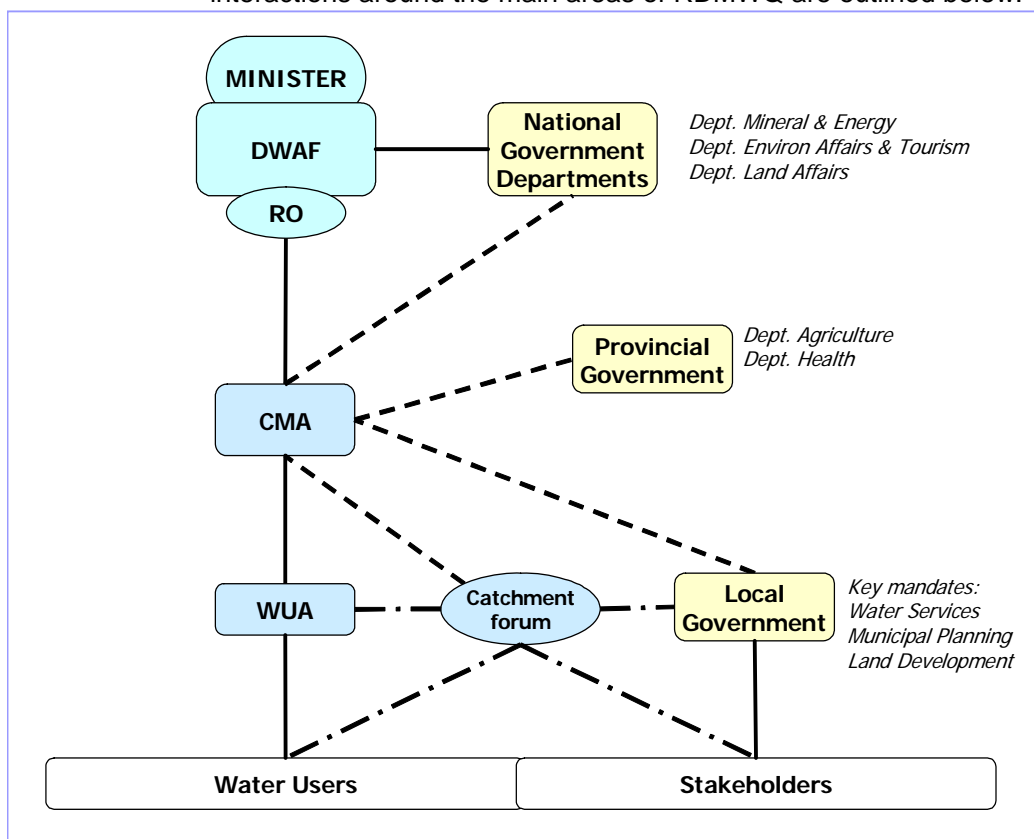 MINISTER
DWAF
RO
National
Government
Departments
Dept. Mineral & Energy
Dept. Environ Affairs & Tourism
Dept. Land Affairs
Provincial
Government
Dept. Agriculture
Dept. Health
CMA
WUA
Catchment
forum
Local
Government
Key mandates:
Water Services
Municipal Planning
Land Development
Water Users
Stakeholders